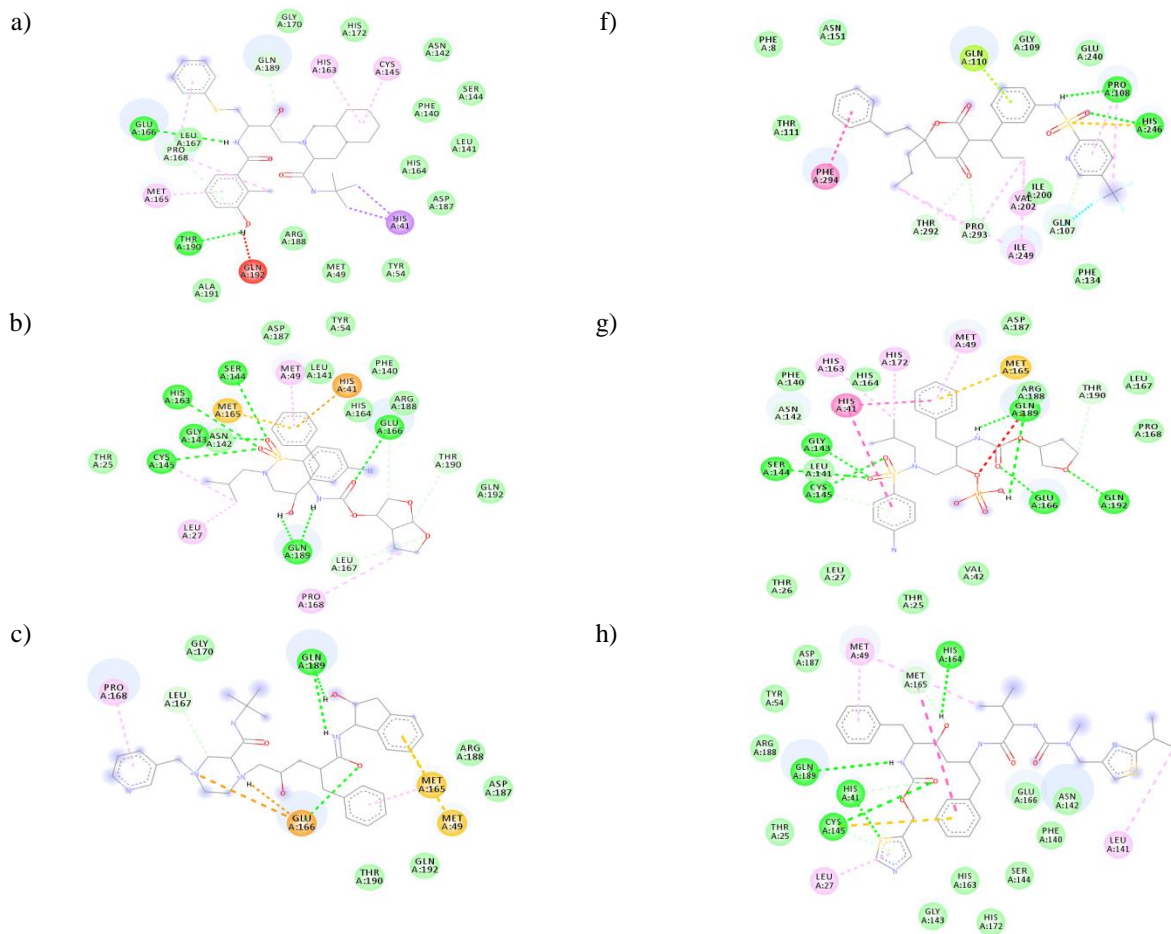 a)
GLY
A:170
HIS
A:172
ASN
A:142
GLN
A:189
HIS
A:163
CYS
A:145
SER
A:144
PHE
A:140
GLU
A:166
LEU
A:167
PRO
A:168
H
N
O
O
S
N
LEU
A:141
HIS
A:164
MET
A:165
O
N
ASP
A:187
HIS
A:41
THR
A:190
O
H
ARG
A:188
GLN
A:192
MET
A:49
TYR
A:54
ALA
A:191
b)
ASP
A:187
TYR
A:54
SER
A:144
MET
A:49
LEU
A:141
PHE
A:140
HIS
A:41
HIS
A:163
MET
A:165
HIS
A:164
ARG
A:188
GLU
A:166
GLY
A:143
ASN
A:142
THR
A:25
CYS
A:145
THR
A:190
GLN
A:192
LEU
A:27
GLN
A:189
LEU
A:167
PRO
A:168
c)
GLY
A:170
GLN
A:189
PRO
A:168
LEU
A:167
ARG
A:188
MET
A:165
ASP
A:187
GLU
A:166
MET
A:49
THR
A:190
GLN
A:192
f)
PHE
A:8
ASN
A:151
GLN
A:110
GLY
A:109
GLU
A:240
PRO
A:108
HIS
A:246
THR
A:111
PHE
A:294
THR
A:292
PRO
A:293
VAL
A:202
ILE
A:200
GLN
A:107
ILE
A:249
PHE
A:134
g)
ASP
A:187
MET
A:49
HIS
A:163
HIS
A:172
MET
A:165
PHE
A:140
HIS
A:164
ARG
A:188
THR
A:190
LEU
A:167
ASN
A:142
HIS
A:41
GLN
A:189
PRO
A:168
GLY
A:143
SER
A:144
LEU
A:141
CYS
A:145
GLU
A:166
GLN
A:192
THR
A:26
LEU
A:27
VAL
A:42
THR
A:25
h)
ASP
A:187
MET
A:49
HIS
A:164
MET
A:165
TYR
A:54
ARG
A:188
GLN
A:189
HIS
A:41
GLU
A:166
ASN
A:142
THR
A:25
CYS
A:145
PHE
A:140
LEU
A:141
LEU
A:27
HIS
A:163
SER
A:144
GLY
A:143
HIS
A:172